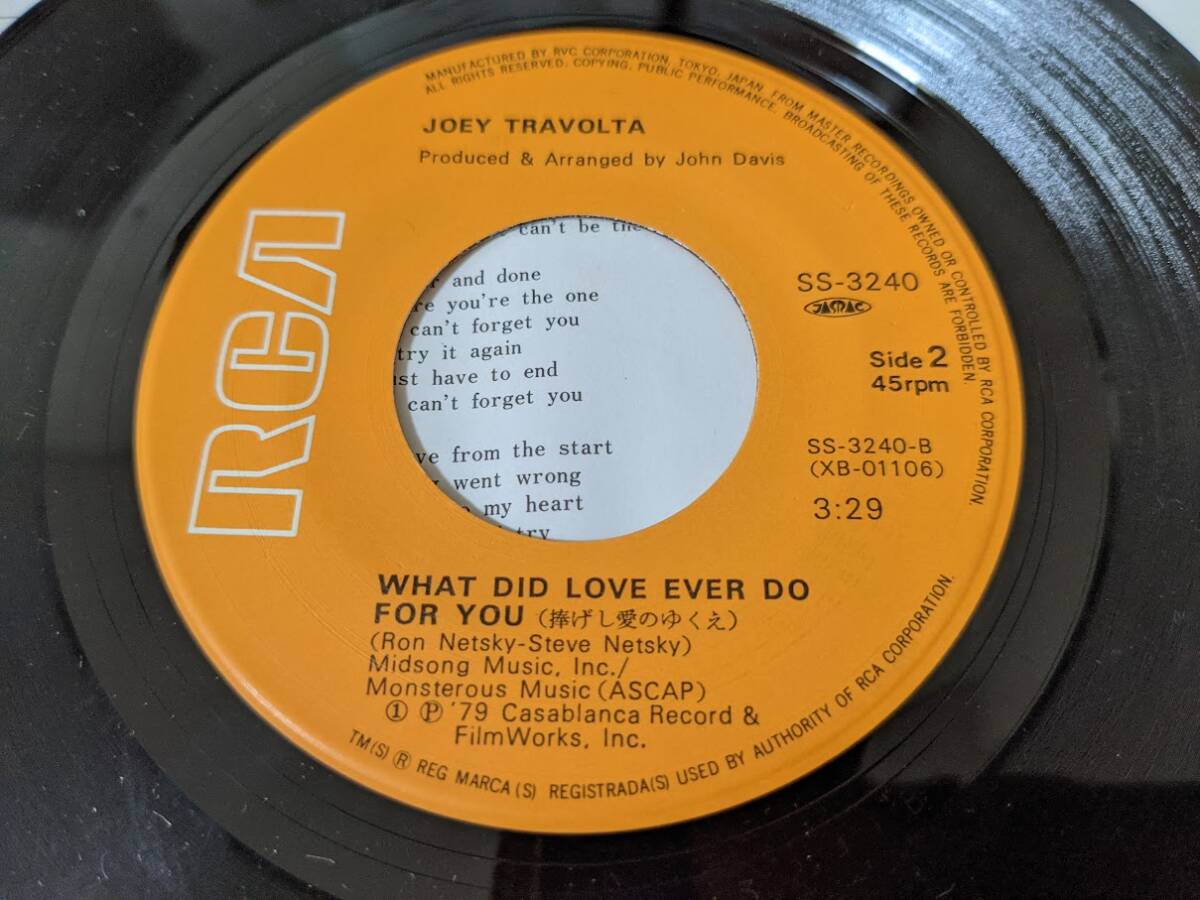 MANUFACTURED BY RVC CORPORATION, TOKYO, JAPAN. FROM MASTER RECORDINGS OWNED OR CONTROLLED BY RCA CORPORATION.
ALL RIGHTS RESERVED. COPYING, PUBLIC PERFORMANCE. BROADCASTING OF THESE RECORDS ARE FORBIDDEN.
JOEY TRAVOLTA
Produced & Arranged by John Davis
RCA
SS-3240
JASRAC
Side 2
45rpm
SS-3240-B
(XB-01106)
3:29
can't be
and done
you're the one
can't forget you
try it again
have to end
can't forget you
from the start
went wrong
my heart
try
WHAT DID LOVE EVER DO
FOR YOU (捧げし愛のゆくえ)
(Ron Netsky-Steve Netsky)
Midsong Music, Inc./
Monsterous Music (ASCAP)
① Ⓟ '79 Casablanca Record &
FilmWorks, Inc.
TM(S) ® REG MARCA (S) REGISTRADA(S) USED BY AUTHORITY OF RCA CORPORATION.